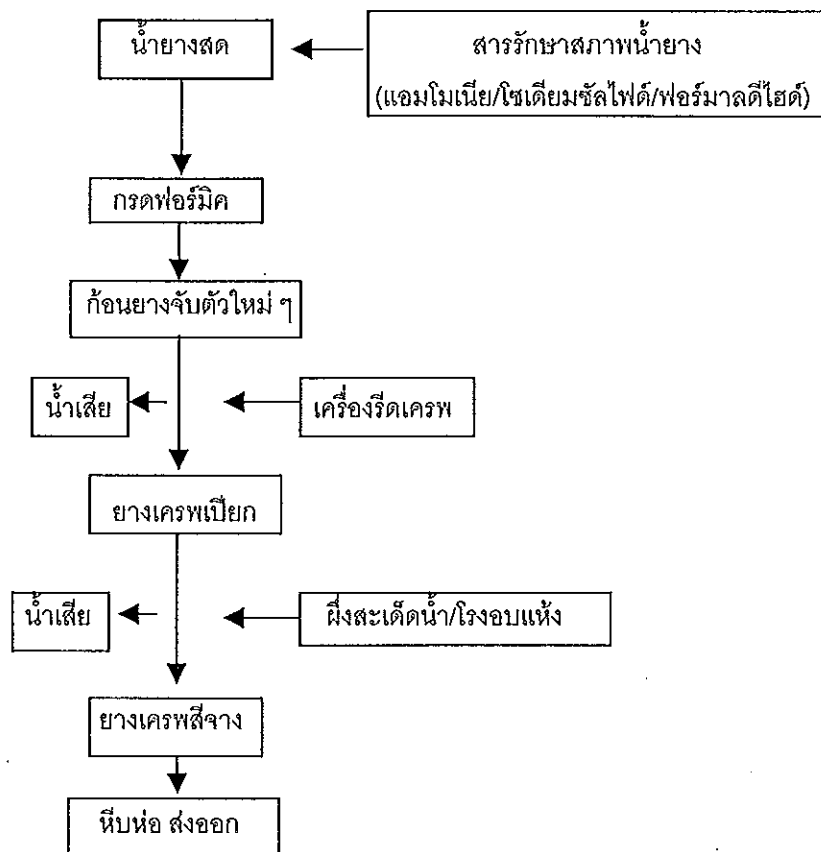 น้ำยางสด
สารรักษาสภาพน้ำยาง
(แอมโมเนีย/โซเดียมซัลไฟด์/ฟอร์มาลดีไฮด์)
กรดฟอร์มิค
ก้อนยางจับตัวใหม่ ๆ
น้ำเสีย
เครื่องรีดเครพ
ยางเครพเปียก
น้ำเสีย
ผึ่งสะเด็ดน้ำ/โรงอบแห้ง
ยางเครพสีจาง
หีบห่อ ส่งออก